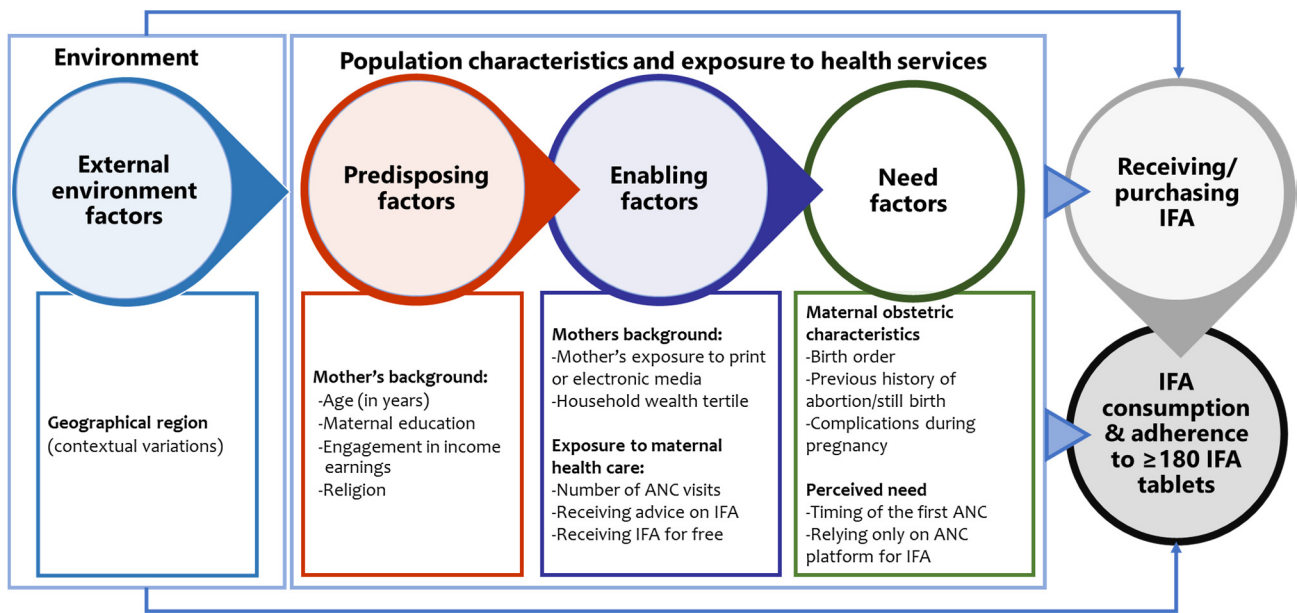 Environment
Population characteristics and exposure to health services
External
environment
factors
Predisposing
factors
Enabling
factors
Need
factors
Receiving/
purchasing
IFA
Geographical region
(contextual variations)
Mother's background:
-Age (in years)
-Maternal education
-Engagement in income
earnings
-Religion
Mothers background:
-Mother's exposure to print
or electronic media
-Household wealth tertile
Exposure to maternal
health care:
-Number of ANC visits
-Receiving advice on IFA
-Receiving IFA for free
Maternal obstetric
characteristics
-Birth order
-Previous history of
abortion/still birth
-Complications during
pregnancy
Perceived need
-Timing of the first ANC
-Relying only on ANC
platform for IFA
IFA
consumption
& adherence
to ≥180 IFA
tablets